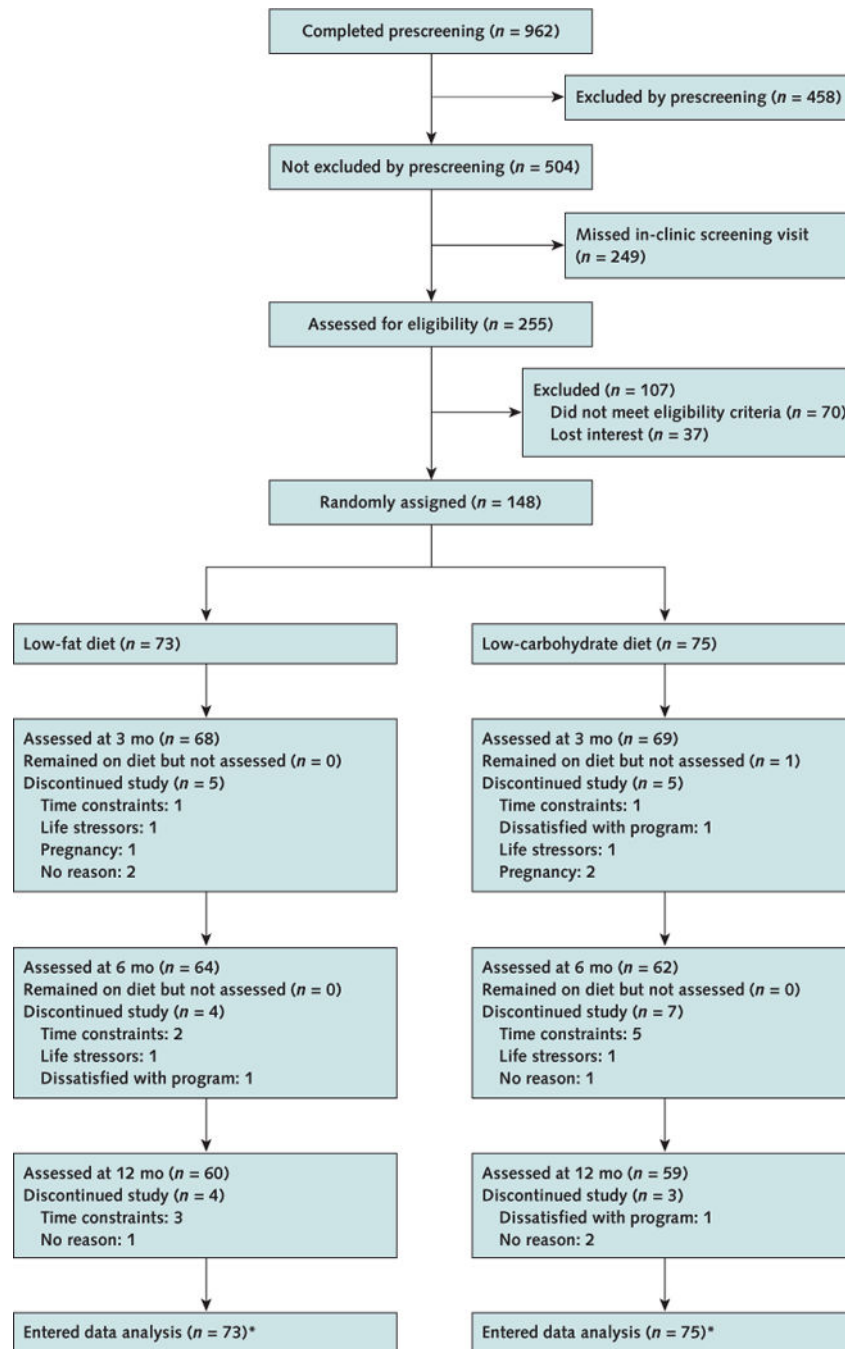 Completed prescreening (n = 962)
Excluded by prescreening (n = 458)
Not excluded by prescreening (n = 504)
Missed in-clinic screening visit
(n = 249)
Assessed for eligibility (n = 255)
Excluded (n = 107)
Did not meet eligibility criteria (n = 70)
Lost interest (n = 37)
Randomly assigned (n = 148)
Low-fat diet (n = 73)
Low-carbohydrate diet (n = 75)
Assessed at 3 mo (n = 68)
Remained on diet but not assessed (n = 0)
Discontinued study (n = 5)
Time constraints: 1
Life stressors: 1
Pregnancy: 1
No reason: 2
Assessed at 3 mo (n = 69)
Remained on diet but not assessed (n = 1)
Discontinued study (n = 5)
Time constraints: 1
Dissatisfied with program: 1
Life stressors: 1
Pregnancy: 2
Assessed at 6 mo (n = 64)
Remained on diet but not assessed (n = 0)
Discontinued study (n = 4)
Time constraints: 2
Life stressors: 1
Dissatisfied with program: 1
Assessed at 6 mo (n = 62)
Remained on diet but not assessed (n = 0)
Discontinued study (n = 7)
Time constraints: 5
Life stressors: 1
No reason: 1
Assessed at 12 mo (n = 60)
Discontinued study (n = 4)
Time constraints: 3
No reason: 1
Assessed at 12 mo (n = 59)
Discontinued study (n = 3)
Dissatisfied with program: 1
No reason: 2
Entered data analysis (n = 73)*
Entered data analysis (n = 75)*